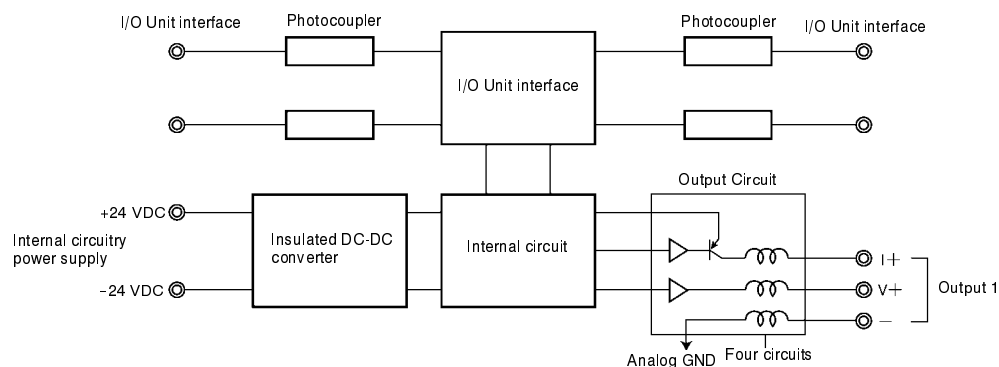 I/O Unit interface
Photocoupler
Photocoupler
I/O Unit interface
I/O Unit interface
Output Circuit
+24 VDC
Internal circuitry
power supply
−24 VDC
Insulated DC-DC
converter
Internal circuit
I+
V+
−
Output 1
Analog GND
Four circuits